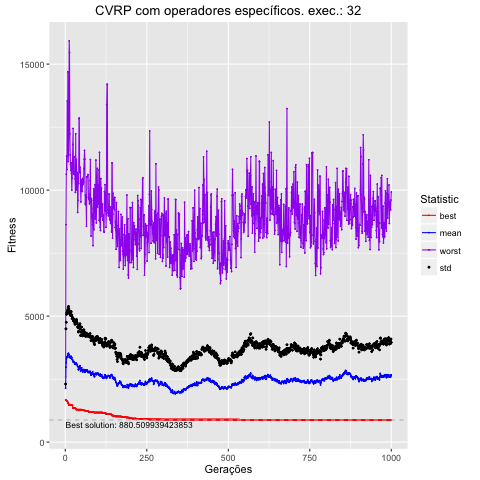 CVRP com operadores específicos. exec.: 32
Fitness
15000
10000
5000
0
Best solution: 880.509939423853
0
250
500
750
1000
Gerações
Statistic
best
mean
worst
std